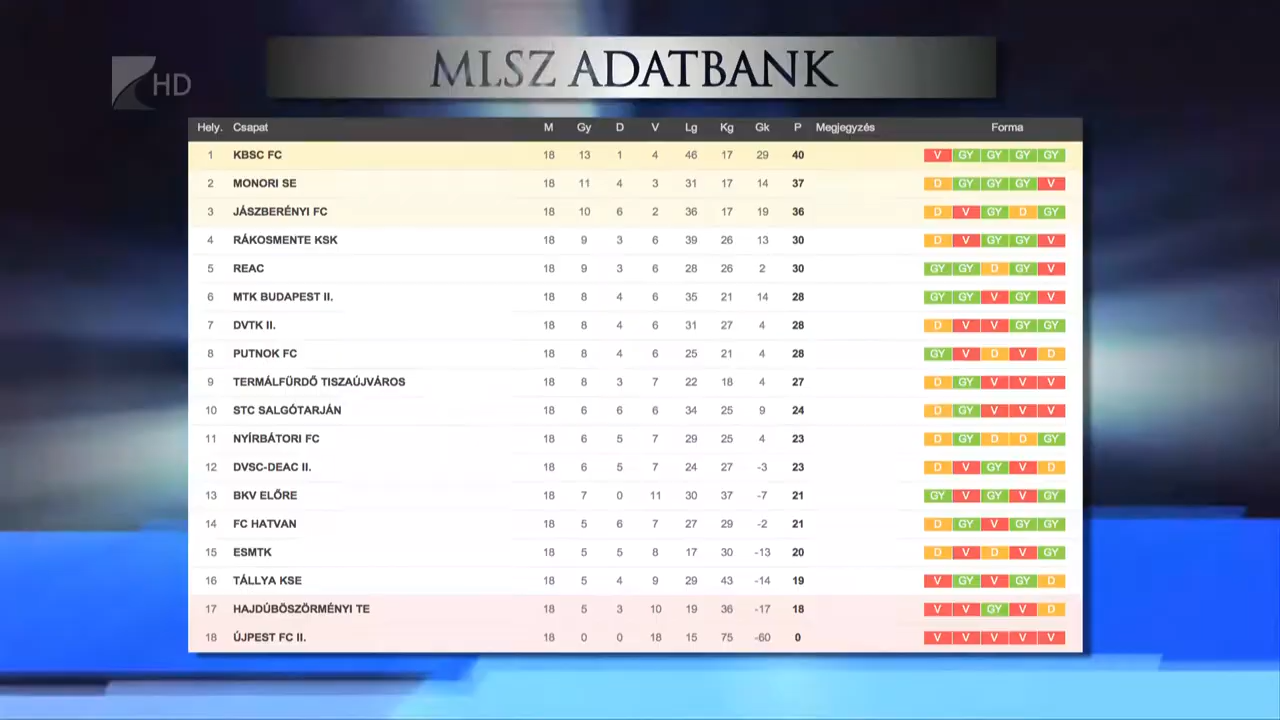 HD
MLSZ ADATBANK
Hely. Csapat M Gy D V Lg Kg Gk P Megjegyzés Forma
1 KBSC FC 18 13 1 4 46 17 29 40 V GY GY GY GY
2 MONORI SE 18 11 4 3 31 17 14 37 D GY GY GY V
3 JÁSZBERÉNYI FC 18 10 6 2 36 17 19 36 D V GY D GY
4 RÁKOSMENTE KSK 18 9 3 6 39 26 13 30 D V GY GY V
5 REAC 18 9 3 6 28 26 2 30 GY GY D GY V
6 MTK BUDAPEST II. 18 8 4 6 35 21 14 28 GY GY V GY V
7 DVTK II. 18 8 4 6 31 27 4 28 D V V GY GY
8 PUTNOK FC 18 8 4 6 25 21 4 28 GY V D V D
9 TERMÁLFÜRDŐ TISZAÚJVÁROS 18 8 3 7 22 18 4 27 D GY V V V
10 STC SALGÓTARJÁN 18 6 6 6 34 25 9 24 D GY V V V
11 NYÍRBÁTORI FC 18 6 5 7 29 25 4 23 D GY D D GY
12 DVSC-DEAC II. 18 6 5 7 24 27 -3 23 D V GY V D
13 BKV ELŐRE 18 7 0 11 30 37 -7 21 GY V GY V GY
14 FC HATVAN 18 5 6 7 27 29 -2 21 D GY V GY GY
15 ESMTK 18 5 5 8 17 30 -13 20 D V D V GY
16 TÁLLYA KSE 18 5 4 9 29 43 -14 19 V GY V GY D
17 HAJDÚBÖSZÖRMÉNYI TE 18 5 3 10 19 36 -17 18 V V GY V D
18 ÚJPEST FC II. 18 0 0 18 15 75 -60 0 V V V V V